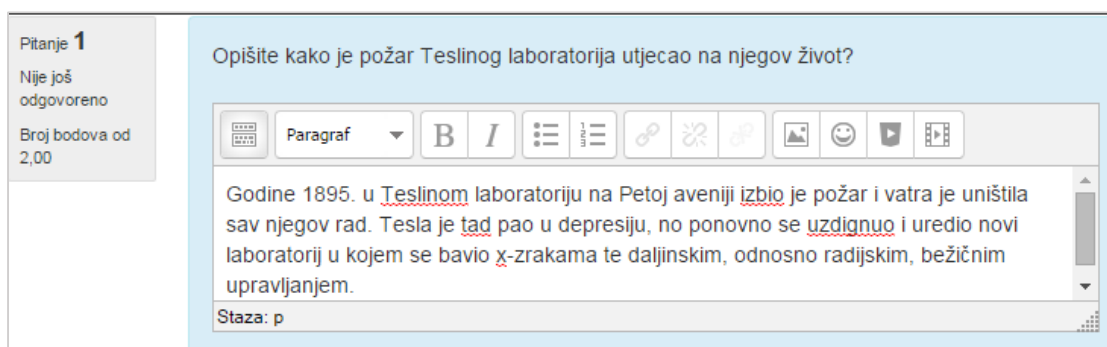 Pitanje 1
Nije još
odgovoreno
Broj bodova od
2,00
Opišite kako je požar Teslinog laboratorija utjecao na njegov život?
Paragraf
B I
Godine 1895. u Teslinom laboratoriju na Petoj aveniji izbio je požar i vatra je uništila
sav njegov rad. Tesla je tad pao u depresiju, no ponovno se uzdignuo i uredio novi
laboratorij u kojem se bavio x-zrakama te daljinskim, odnosno radijskim, bežičnim
upravljanjem.
Staza: p